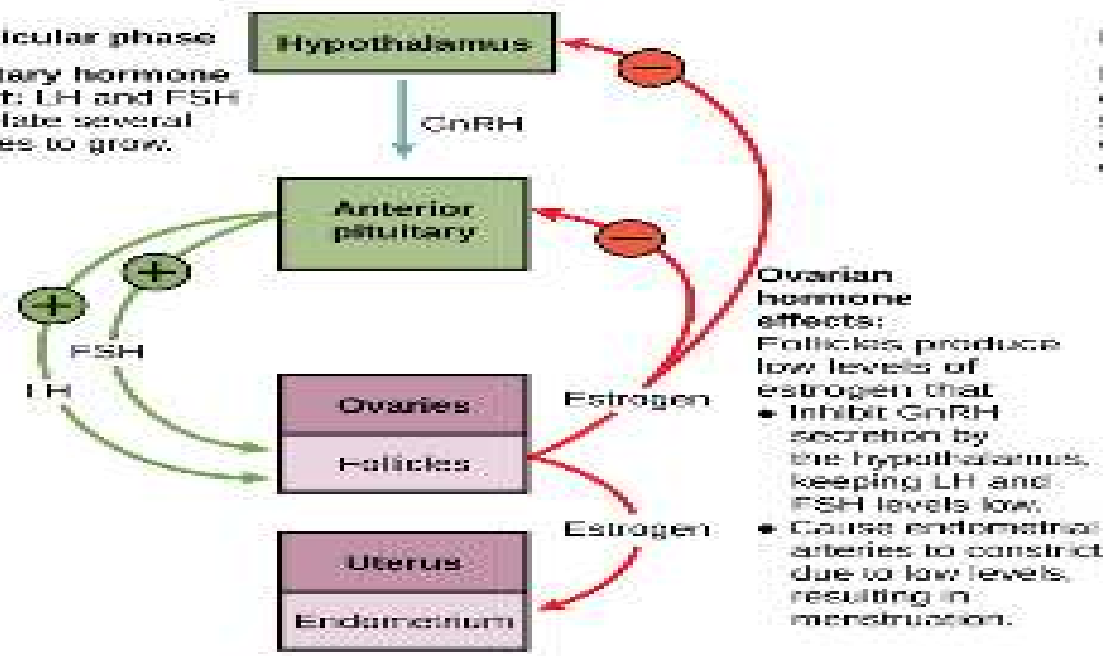 icular phase
tary hormone
t: LH and FSH
late several
es to grow.
Hypothalamus
GnRH
Anterior
pituitary
FSH
LH
Ovaries
Follicles
Estrogen
Estrogen
Uterus
Endometrium
Ovarian
hormone
effects:
Follicles produce
low levels of
estrogen that
• Inhibit GnRH
secretion by
the hypothalamus,
keeping LH and
FSH levels low.
• Cause endometrial
arteries to constrict
due to low levels,
resulting in
menstruation.